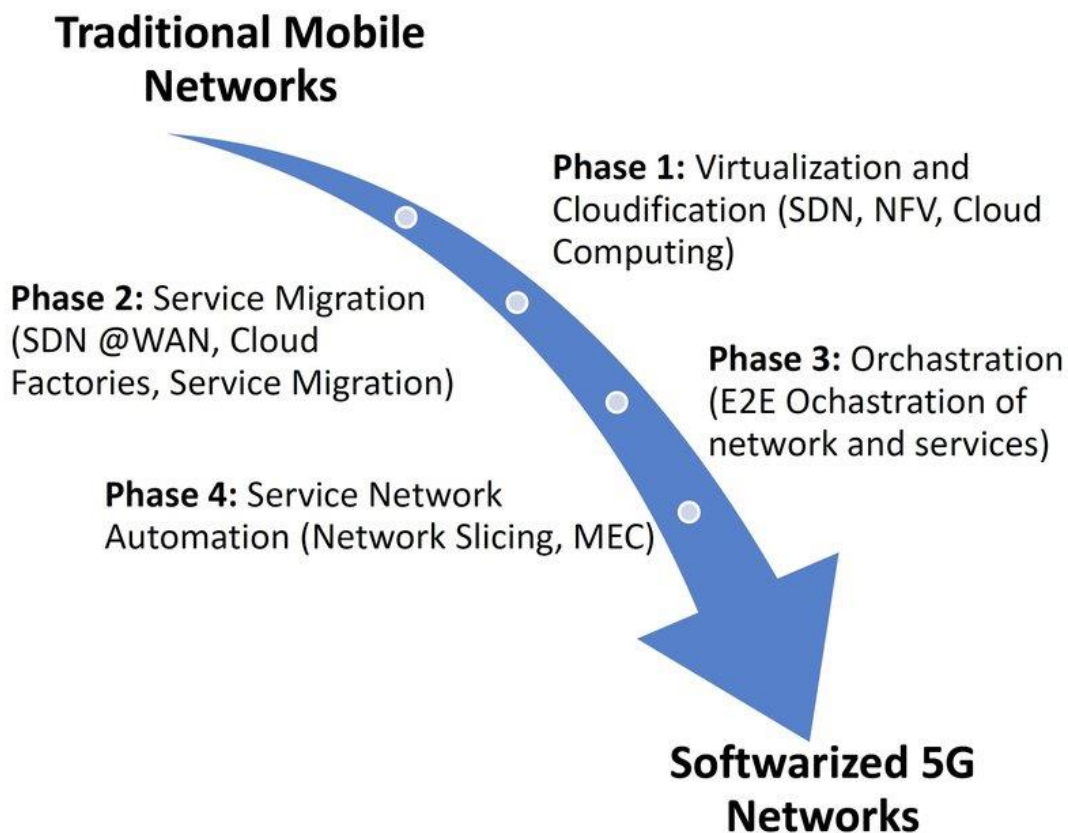 Traditional Mobile
Networks
Phase 1: Virtualization and
Cloudification (SDN, NFV, Cloud
Computing)
Phase 2: Service Migration
(SDN @WAN, Cloud
Factories, Service Migration)
Phase 3: Orchastration
(E2E Ochastration of
network and services)
Phase 4: Service Network
Automation (Network Slicing, MEC)
Softwarized 5G
Networks